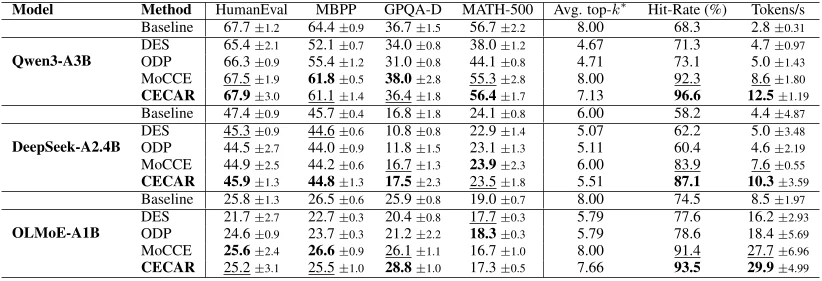 Model Method HumanEval MBPP GPQA-D MATH-500 Avg. top-k* Hit-Rate (%) Tokens/s
Baseline 67.7 ±1.2 64.4 ±0.9 36.7 ±1.5 56.7 ±2.2 8.00 68.3 2.8 ±0.31
DES 65.4 ±2.1 52.1 ±0.7 34.0 ±0.8 38.0 ±1.2 4.67 71.3 4.7 ±0.97
Qwen3-A3B ODP 66.3 ±0.9 55.4 ±1.2 31.0 ±0.8 44.1 ±0.8 4.71 73.1 5.0 ±1.43
MoCCE 67.5 ±1.9 61.8 ±0.5 38.0 ±2.8 55.3 ±2.8 8.00 92.3 8.6 ±1.80
CECAR 67.9 ±3.0 61.1 ±1.4 36.4 ±1.8 56.4 ±1.7 7.13 96.6 12.5 ±1.19
Baseline 47.4 ±0.9 45.7 ±0.4 16.8 ±1.8 24.1 ±0.8 6.00 58.2 4.4 ±4.87
DES 45.3 ±0.9 44.6 ±0.6 10.8 ±0.8 22.9 ±1.4 5.07 62.2 5.0 ±3.48
DeepSeek-A2.4B ODP 44.5 ±2.7 44.0 ±0.9 11.8 ±1.5 23.1 ±1.3 5.11 60.4 4.6 ±2.19
MoCCE 44.9 ±2.5 44.2 ±0.6 16.7 ±1.3 23.9 ±2.3 6.00 83.9 7.6 ±0.55
CECAR 45.9 ±1.3 44.8 ±1.3 17.5 ±2.3 23.5 ±1.8 5.51 87.1 10.3 ±3.59
Baseline 25.8 ±1.3 26.5 ±0.6 25.9 ±0.8 19.0 ±0.7 8.00 74.5 8.5 ±1.97
DES 21.7 ±2.7 22.7 ±0.3 20.4 ±0.8 17.7 ±0.3 5.79 77.6 16.2 ±2.93
OLMoE-A1B ODP 24.6 ±0.9 23.7 ±0.3 21.2 ±2.2 18.3 ±0.3 5.79 78.6 18.4 ±5.69
MoCCE 25.6 ±2.4 26.6 ±0.9 26.1 ±1.1 16.7 ±1.0 8.00 91.4 27.7 ±6.96
CECAR 25.2 ±3.1 25.5 ±1.0 28.8 ±1.0 17.3 ±0.5 7.66 93.5 29.9 ±4.99